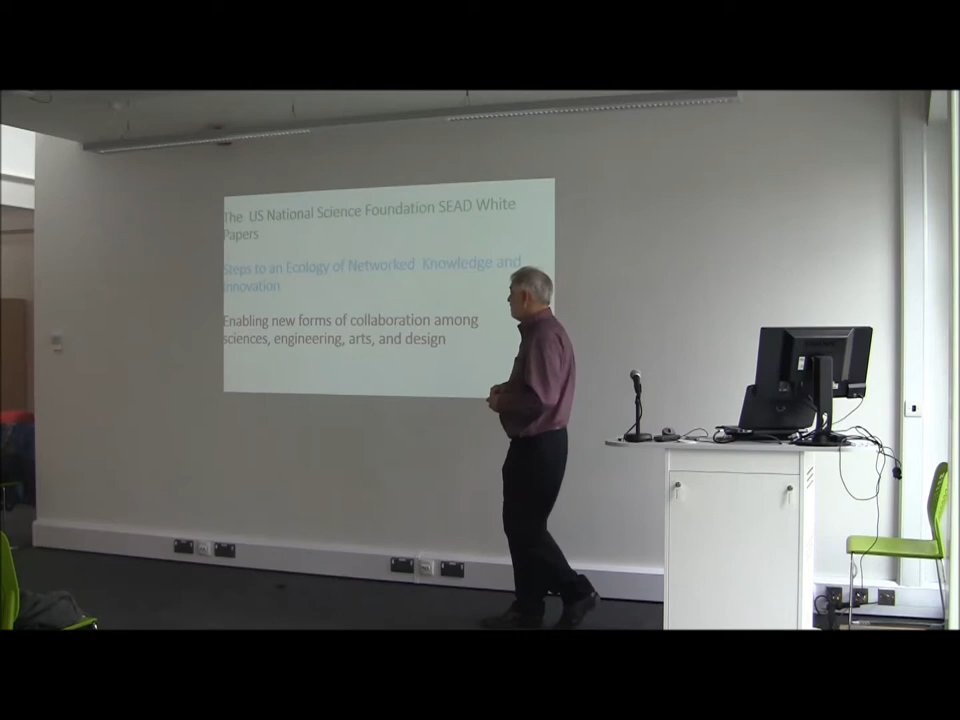 The US National Science Foundation SEAD White
Papers
Steps to an Ecology of Networked Knowledge and
Innovation
Enabling new forms of collaboration among
sciences, engineering, arts, and design